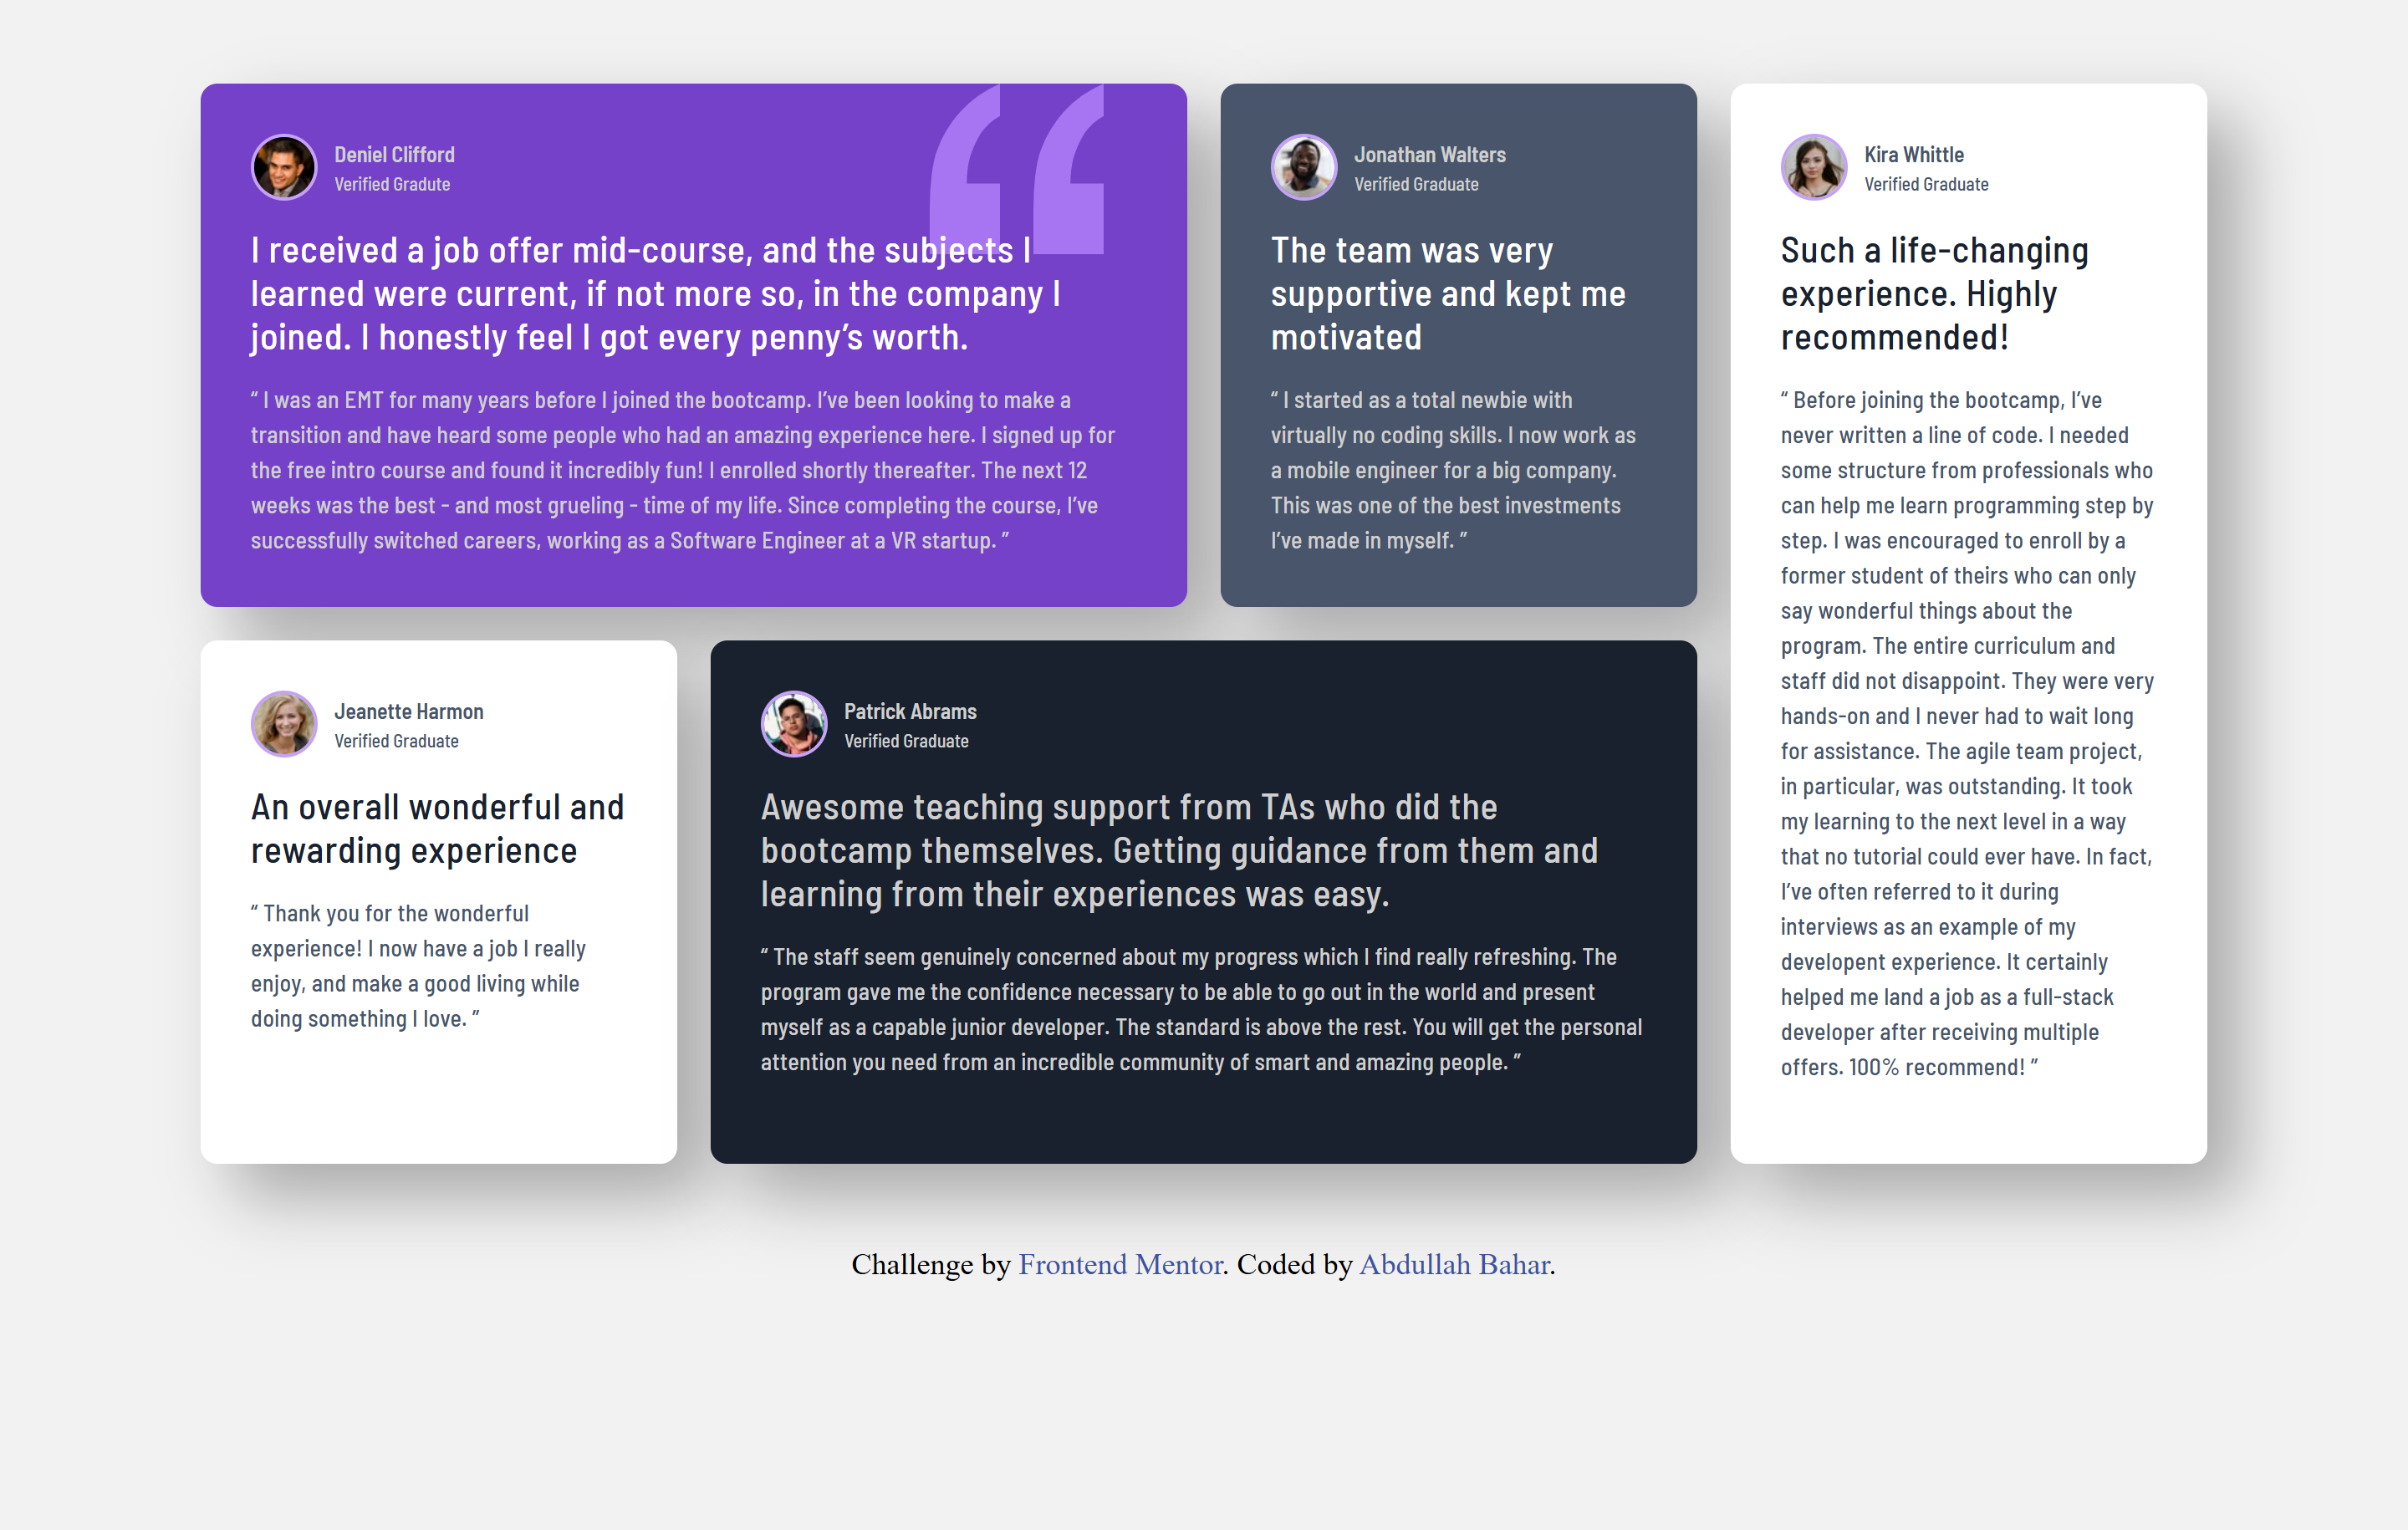 Deniel Clifford
Verified Gradute
I received a job offer mid-course, and the subjects I
learned were current, if not more so, in the company I
joined. I honestly feel I got every penny’s worth.
“ I was an EMT for many years before I joined the bootcamp. I’ve been looking to make a
transition and have heard some people who had an amazing experience here. I signed up for
the free intro course and found it incredibly fun! I enrolled shortly thereafter. The next 12
weeks was the best - and most grueling - time of my life. Since completing the course, I’ve
successfully switched careers, working as a Software Engineer at a VR startup. ”
Jonathan Walters
Verified Graduate
The team was very
supportive and kept me
motivated
“ I started as a total newbie with
virtually no coding skills. I now work as
a mobile engineer for a big company.
This was one of the best investments
I’ve made in myself. ”
Kira Whittle
Verified Graduate
Such a life-changing
experience. Highly
recommended!
“ Before joining the bootcamp, I’ve
never written a line of code. I needed
some structure from professionals who
can help me learn programming step by
step. I was encouraged to enroll by a
former student of theirs who can only
say wonderful things about the
program. The entire curriculum and
staff did not disappoint. They were very
hands-on and I never had to wait long
for assistance. The agile team project,
in particular, was outstanding. It took
my learning to the next level in a way
that no tutorial could ever have. In fact,
I’ve often referred to it during
interviews as an example of my
developent experience. It certainly
helped me land a job as a full-stack
developer after receiving multiple
offers. 100% recommend! ”
Jeanette Harmon
Verified Graduate
An overall wonderful and
rewarding experience
“ Thank you for the wonderful
experience! I now have a job I really
enjoy, and make a good living while
doing something I love. ”
Patrick Abrams
Verified Graduate
Awesome teaching support from TAs who did the
bootcamp themselves. Getting guidance from them and
learning from their experiences was easy.
“ The staff seem genuinely concerned about my progress which I find really refreshing. The
program gave me the confidence necessary to be able to go out in the world and present
myself as a capable junior developer. The standard is above the rest. You will get the personal
attention you need from an incredible community of smart and amazing people. ”
Challenge by Frontend Mentor. Coded by Abdullah Bahar.